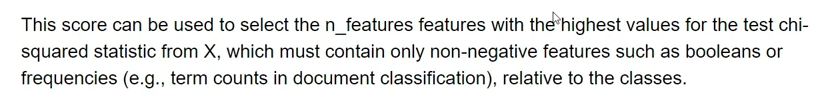 This score can be used to select the n_features features with the highest values for the test chi-
squared statistic from X, which must contain only non-negative features such as booleans or
frequencies (e.g., term counts in document classification), relative to the classes.